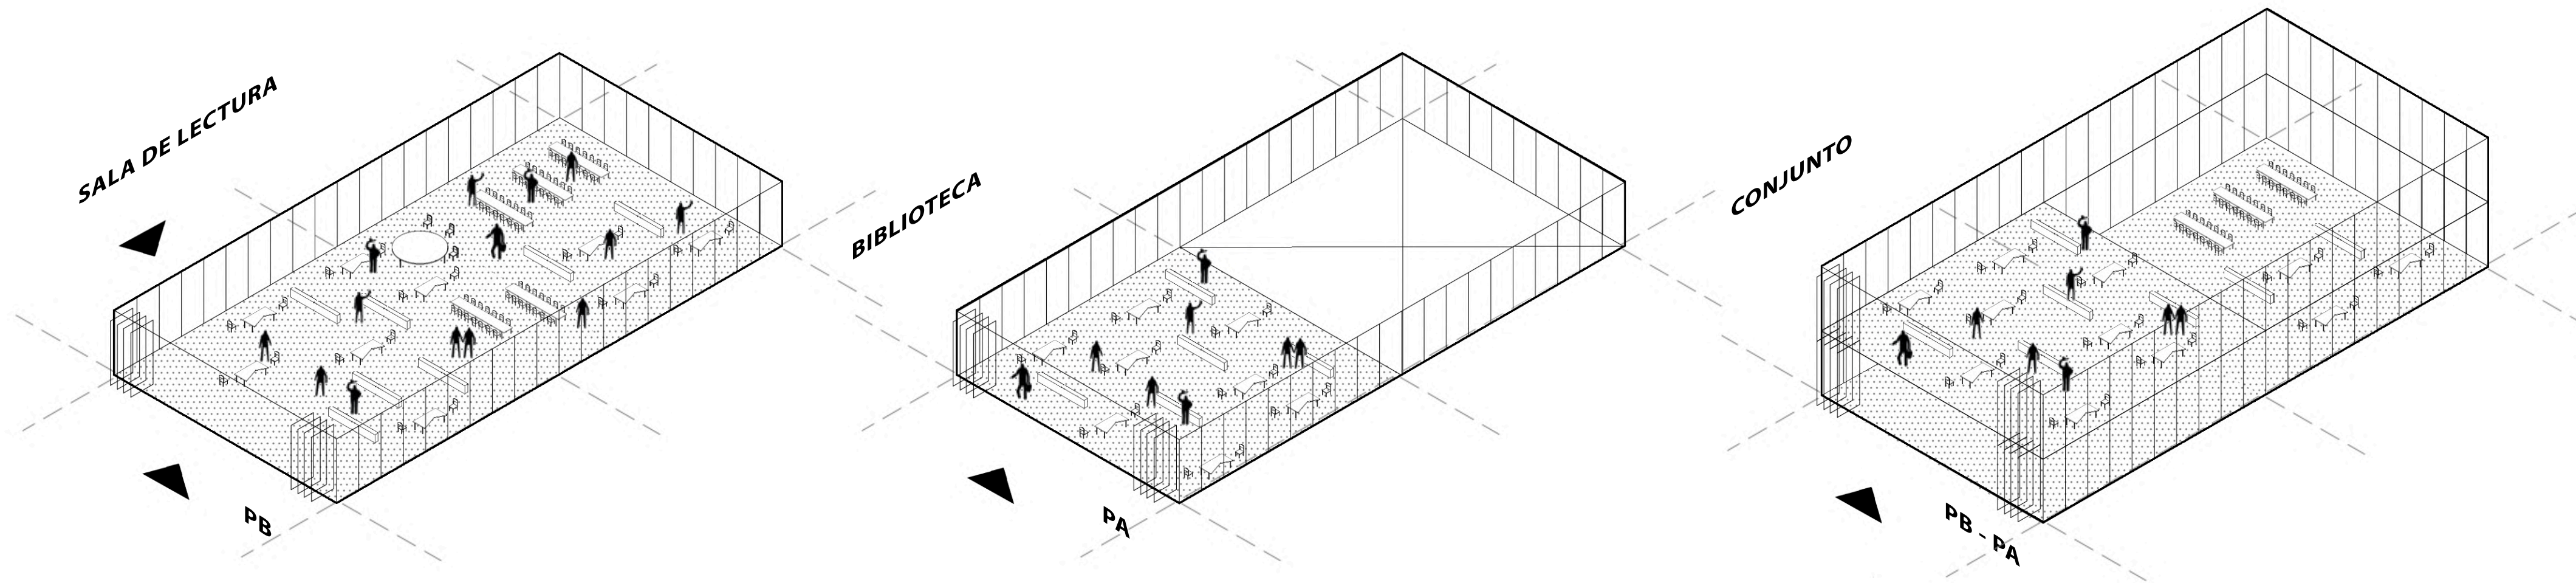 SALA DE LECTURA
PB
BIBLIOTECA
PA
CONJUNTO
PB - PA